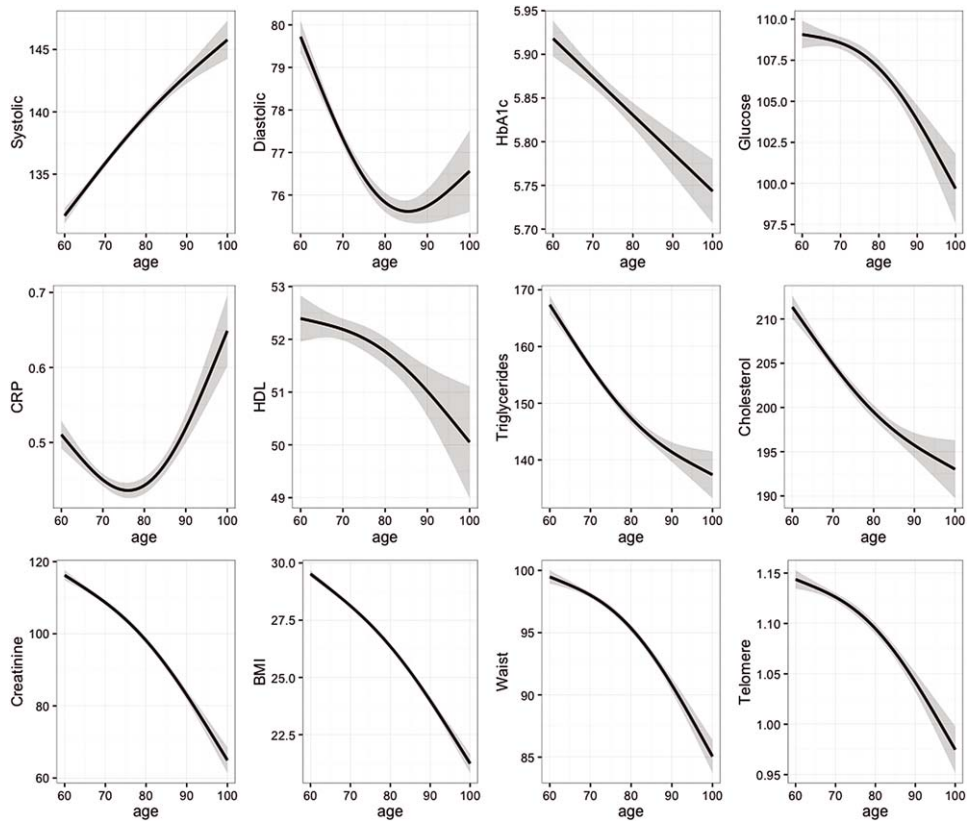 Systolic
145
140
135
60 70 80 90 100
age
Diastolic
80
79
78
77
76
60 70 80 90 100
age
HbA1c
5.95
5.90
5.85
5.80
5.75
5.70
60 70 80 90 100
age
Glucose
110.0
107.5
105.0
102.5
100.0
97.5
60 70 80 90 100
age
CRP
0.7
0.6
0.5
60 70 80 90 100
age
HDL
53
52
51
50
49
60 70 80 90 100
age
Triglycerides
170
160
150
140
60 70 80 90 100
age
Cholesterol
210
205
200
195
190
60 70 80 90 100
age
Creatinine
120
100
80
60
60 70 80 90 100
age
BMI
30.0
27.5
25.0
22.5
60 70 80 90 100
age
Waist
100
95
90
85
60 70 80 90 100
age
Telomere
1.15
1.10
1.05
1.00
0.95
60 70 80 90 100
age